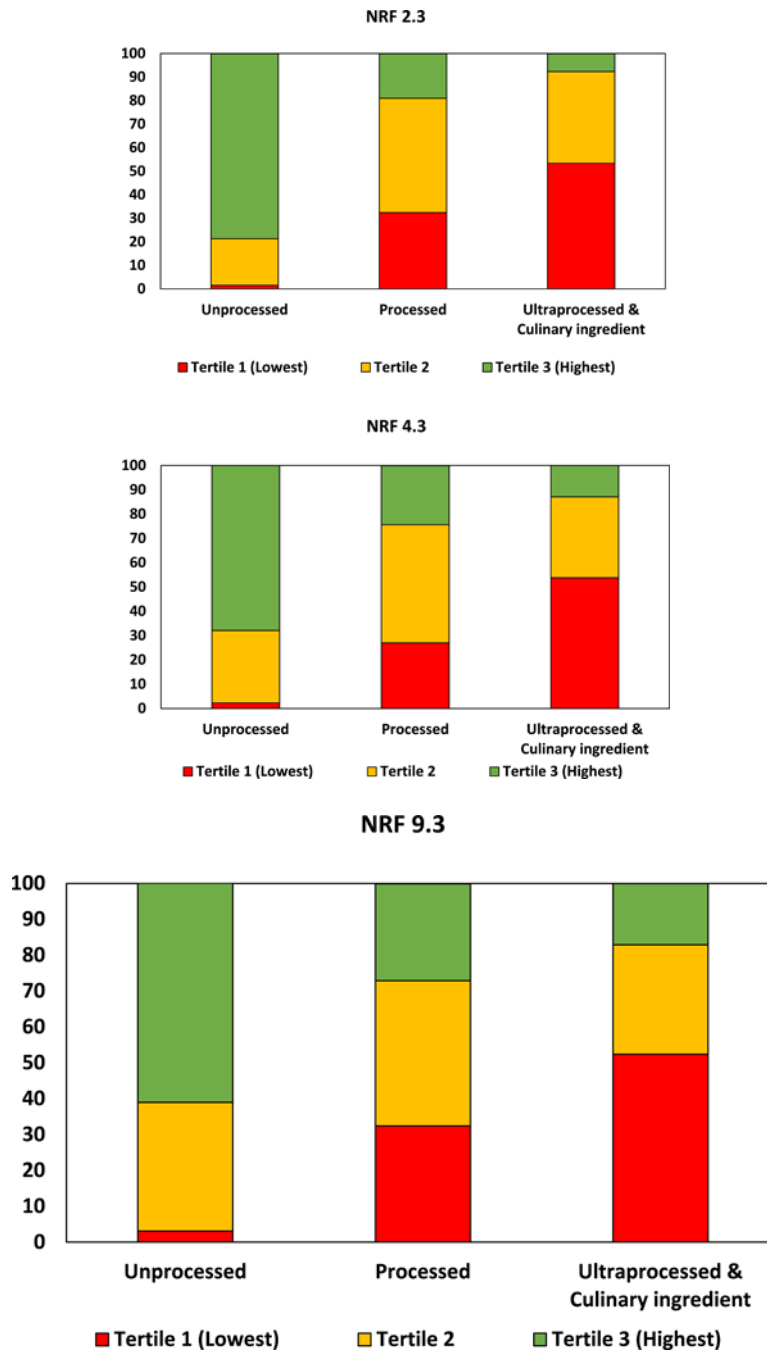 NRF 2.3
100
90
80
70
60
50
40
30
20
10
0
Unprocessed
Processed
Ultraprocessed &
Culinary ingredient
Tertile 1 (Lowest)
Tertile 2
Tertile 3 (Highest)
NRF 4.3
100
90
80
70
60
50
40
30
20
10
0
Unprocessed
Processed
Ultraprocessed &
Culinary ingredient
Tertile 1 (Lowest)
Tertile 2
Tertile 3 (Highest)
NRF 9.3
100
90
80
70
60
50
40
30
20
10
0
Unprocessed
Processed
Ultraprocessed &
Culinary ingredient
Tertile 1 (Lowest)
Tertile 2
Tertile 3 (Highest)